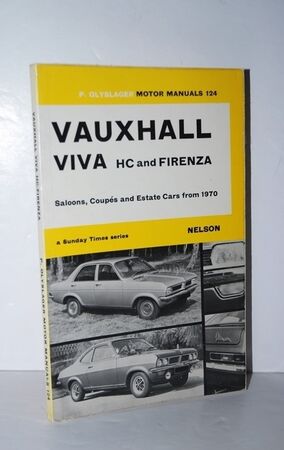 P. OLYSLAGER MOTOR MANUALS 124
VAUXHALL
VIVA HC and FIRENZA
Saloons, Coupés and Estate Cars from 1970
a Sunday Times series
NELSON
VAUXHALL VIVA HC FIRENZA
P. OLYSLAGER MOTOR MANUALS 124